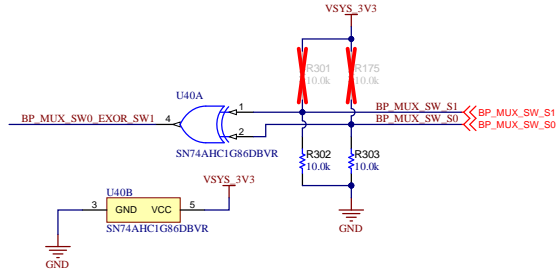 VSYS_3V3
R301
10.0k
R175
10.0k
U40A
1
BP_MUX_SW_S1
BP_MUX_SW_S1
BP_MUX_SW0_EXOR_SW1
4
BP_MUX_SW_S0
BP_MUX_SW_S0
2
SN74AHC1G86DBVR
R302
10.0k
R303
10.0k
VSYS_3V3
U40B
3
GND
VCC
5
SN74AHC1G86DBVR
GND
GND